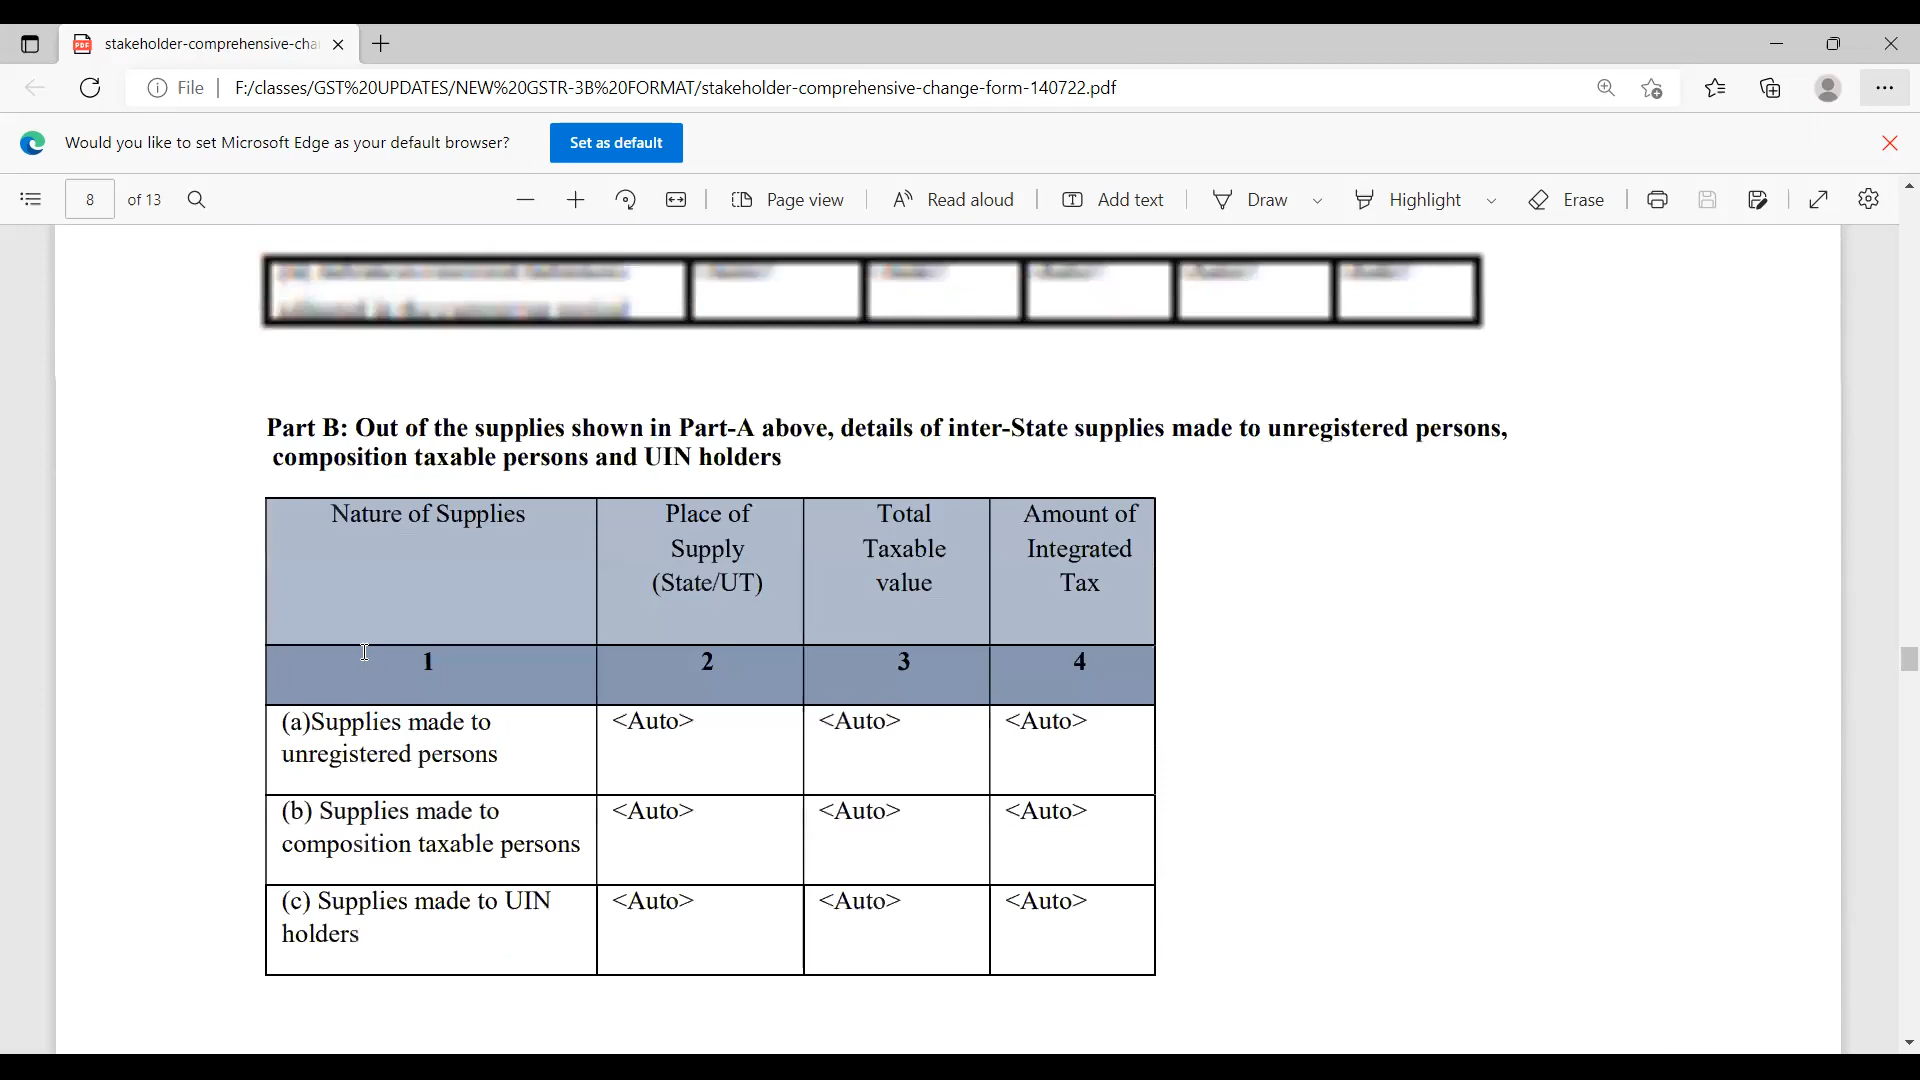 stakeholder-comprehensive-cha
File
F:/classes/GST%20UPDATES/NEW%20GSTR-3B%20FORMAT/stakeholder-comprehensive-change-form-140722.pdf
Would you like to set Microsoft Edge as your default browser?
Set as default
8 of 13
Page view
Read aloud
Add text
Draw
Highlight
Erase
Part B: Out of the supplies shown in Part-A above, details of inter-State supplies made to unregistered persons,
composition taxable persons and UIN holders
Nature of Supplies
Place of
Supply
(State/UT)
Total
Taxable
value
Amount of
Integrated
Tax
1 2 3 4
(a)Supplies made to
unregistered persons
<Auto> <Auto> <Auto>
(b) Supplies made to
composition taxable persons
<Auto> <Auto> <Auto>
(c) Supplies made to UIN
holders
<Auto> <Auto> <Auto>